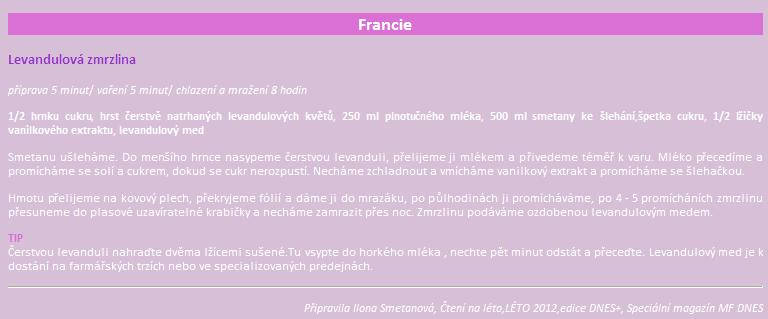 Francie
Levandulová zmrzlina
příprava 5 minut/ vaření 5 minut/ chlazení a mražení 8 hodin
1/2 hrnku cukru, hrst čerstvě natrhaných levandulových květů, 250 ml plnotučného mléka, 500 ml smetany ke šlehání,špetka cukru, 1/2 lžičky
vanilkového extraktu, levandulový med
Smetanu ušleháme. Do menšího hrnce nasypeme čerstvou levanduli, přelijeme ji mlékem a přivedeme téměř k varu. Mléko přecedíme a
promícháme se solí a cukrem, dokud se cukr nerozpustí. Necháme zchladnout a vmícháme vanilkový extrakt a promícháme se šlehačkou.
Hmotu přelijeme na kovový plech, překryjeme fólií a dáme ji do mrazáku, po půlhodinách ji promícháváme, po 4 - 5 promícháních zmrzlinu
přesuneme do plasové uzavíratelné krabičky a necháme zamrazit přes noc. Zmrzlinu podáváme ozdobenou levandulovým medem.
TIP
Čerstvou levanduli nahraďte dvěma lžícemi sušené.Tu vsypte do horkého mléka , nechte pět minut odstát a přeceďte. Levandulový med je k
dostání na farmářských trzích nebo ve specializovaných predejnách.
Připravila Ilona Smetanová, Čtení na léto,LÉTO 2012,edice DNES+, Speciální magazín MF DNES